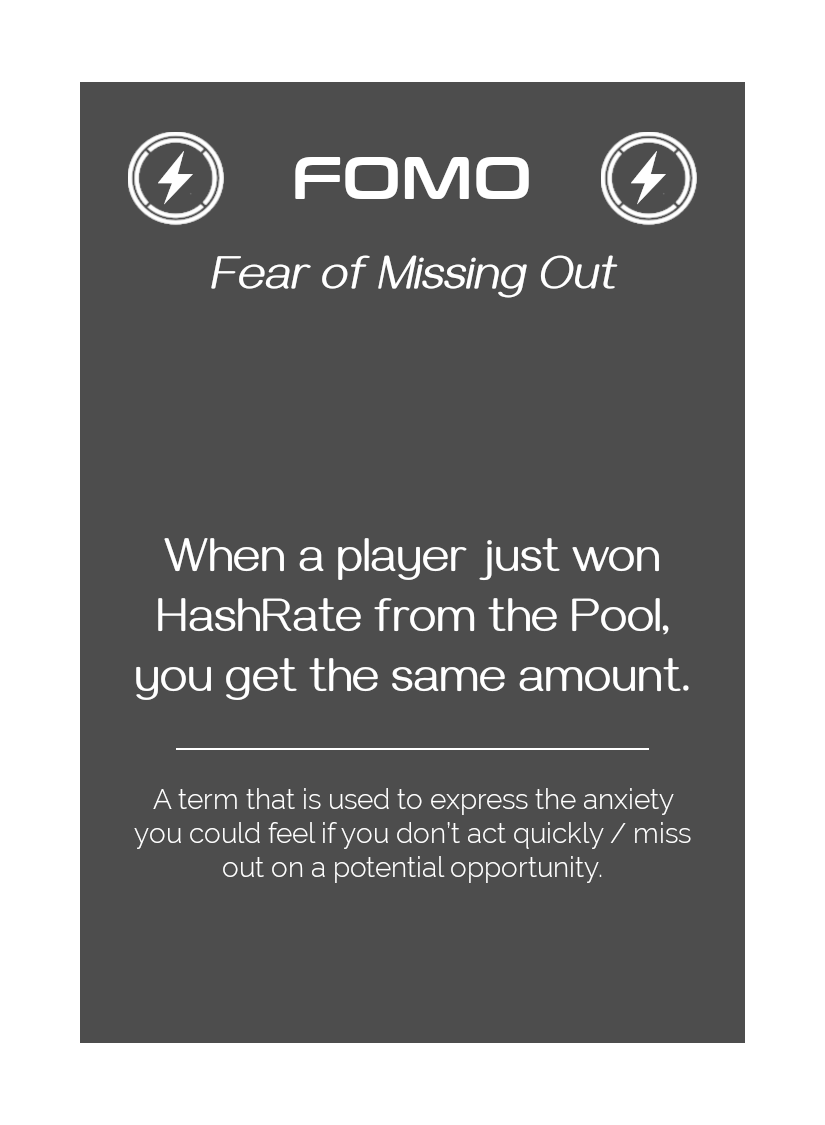 FOMO
Fear of Missing Out
When a player just won
HashRate from the Pool,
you get the same amount.
A term that is used to express the anxiety
you could feel if you don't act quickly / miss
out on a potential opportunity.